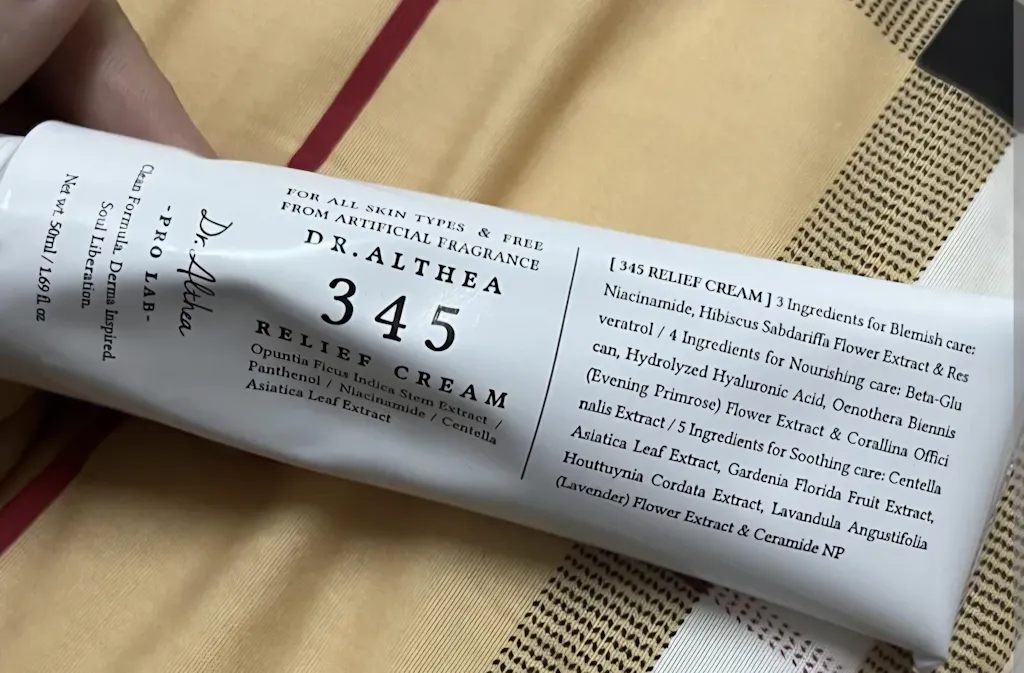 Net wt. 50ml / 1.69 fl oz
Clean Formula. Derma Inspired.
Soul Liberation.
- PRO LAB -
Dr.Althea
FOR ALL SKIN TYPES & FREE
FROM ARTIFICIAL FRAGRANCE
DR.ALTHEA
345
RELIEF CREAM
Opuntia Ficus Indica Stem Extract /
Panthenol / Niacinamide / Centella
Asiatica Leaf Extract
[ 345 RELIEF CREAM ] 3 Ingredients for Blemish care:
Niacinamide, Hibiscus Sabdariffa Flower Extract & Res
veratrol / 4 Ingredients for Nourishing care: Beta-Glu
can, Hydrolyzed Hyaluronic Acid, Oenothera Biennis
(Evening Primrose) Flower Extract & Corallina Offici
nalis Extract / 5 Ingredients for Soothing care: Centella
Asiatica Leaf Extract, Gardenia Florida Fruit Extract,
Houttuynia Cordata Extract, Lavandula Angustifolia
(Lavender) Flower Extract & Ceramide NP